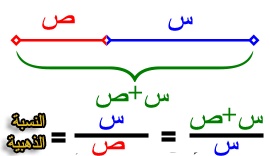 ص س
س+ص
النسبة الذهبية = س / ص = س+ص / س